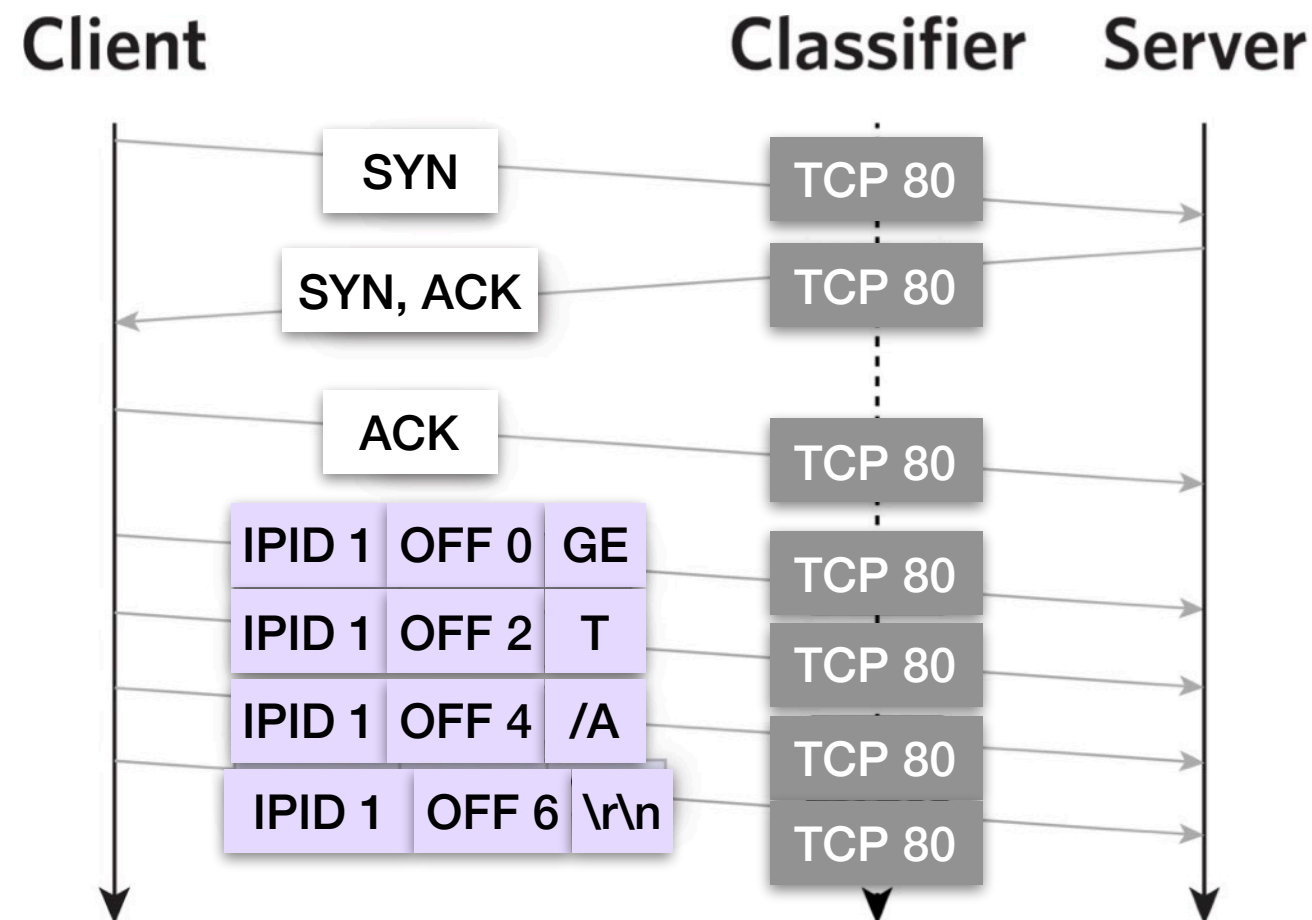 Client Classifier Server
SYN TCP 80
SYN, ACK TCP 80
ACK TCP 80
IPID 1 OFF 0 GE TCP 80
IPID 1 OFF 2 T TCP 80
IPID 1 OFF 4 /A TCP 80
IPID 1 OFF 6 \r\n TCP 80